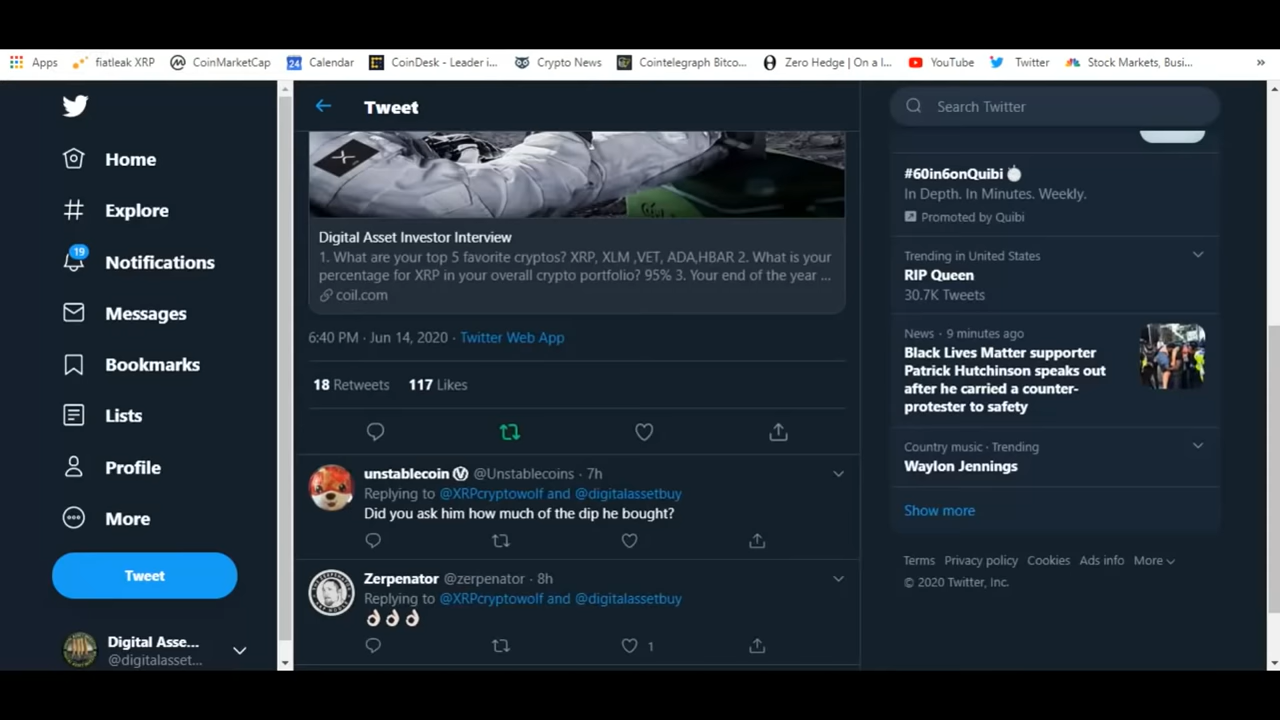 Apps
fiatleak XRP
CoinMarketCap
24
Calendar
CoinDesk - Leader i...
Crypto News
Cointelegraph Bitco...
Zero Hedge | On a l...
YouTube
Twitter
Stock Markets, Busi...
»
Home
Explore
19
Notifications
Messages
Bookmarks
Lists
Profile
More
Tweet
Digital Asse...
@digitalasset...
Tweet
X
Digital Asset Investor Interview
1. What are your top 5 favorite cryptos? XRP, XLM ,VET, ADA,HBAR 2. What is your
percentage for XRP in your overall crypto portfolio? 95% 3. Your end of the year ...
coil.com
6:40 PM · Jun 14, 2020 · Twitter Web App
18 Retweets 117 Likes
unstablecoin Ⓥ @Unstablecoins · 7h
Replying to @XRPcryptowolf and @digitalassetbuy
Did you ask him how much of the dip he bought?
Zerpenator @zerpenator · 8h
Replying to @XRPcryptowolf and @digitalassetbuy
👌🏻👌🏻👌🏻
1
Search Twitter
#60in6onQuibi
In Depth. In Minutes. Weekly.
Promoted by Quibi
Trending in United States
RIP Queen
30.7K Tweets
News · 9 minutes ago
Black Lives Matter supporter
Patrick Hutchinson speaks out
after he carried a counter-
protester to safety
Country music · Trending
Waylon Jennings
Show more
Terms Privacy policy Cookies Ads info More
© 2020 Twitter, Inc.